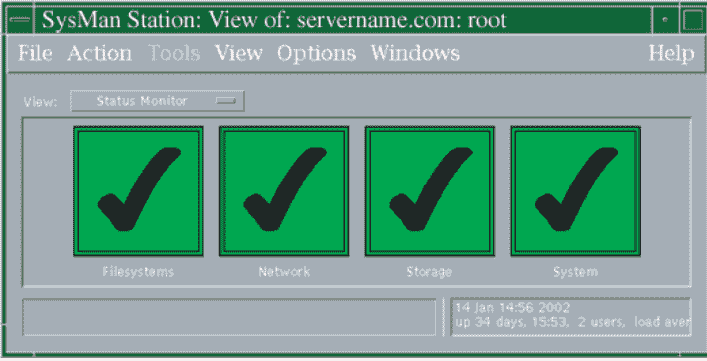 SysMan Station: View of: servername.com: root
File Action Tools View Options Windows Help
View: Status Monitor
Filesystems Network Storage System
14 Jan 14:56 2002
up 34 days, 15:53, 2 users, load aver